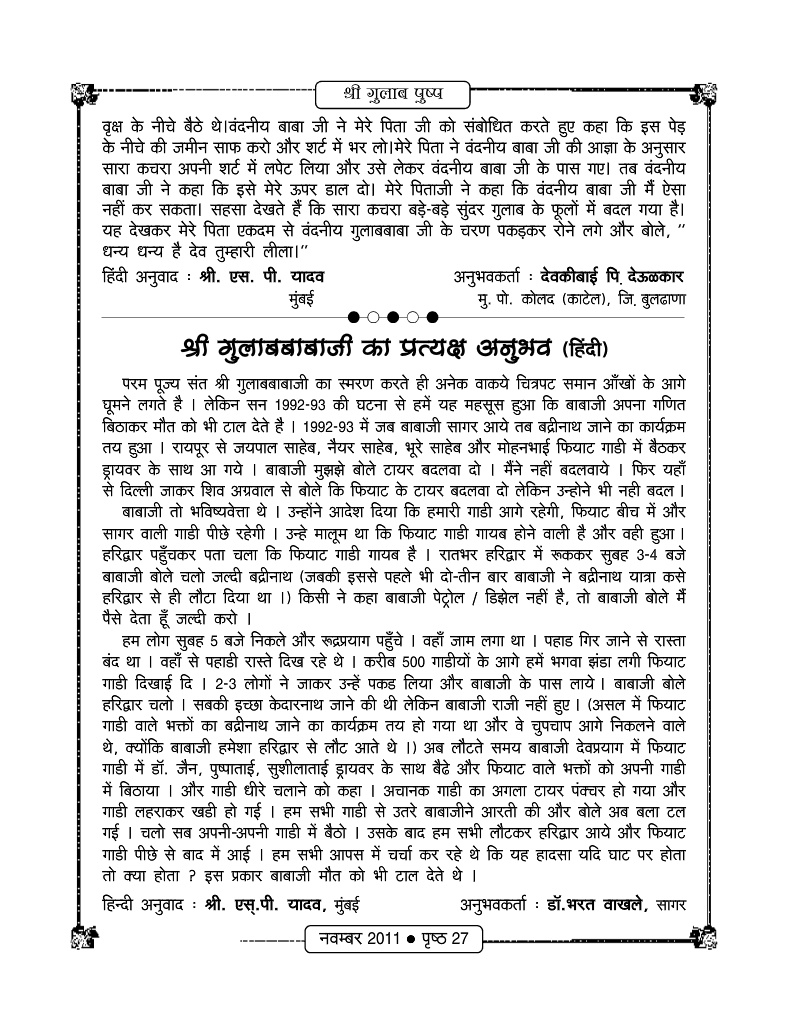 श्री गुलाब पुष्प
वृक्ष के नीचे बैठे थे।वंदनीय बाबा जी ने मेरे पिता जी को संबोधित करते हुए कहा कि इस पेड़
के नीचे की जमीन साफ करो और शर्ट में भर लो।मेरे पिता ने वंदनीय बाबा जी की आज्ञा के अनुसार
सारा कचरा अपनी शर्ट में लपेट लिया और उसे लेकर वंदनीय बाबा जी के पास गए। तब वंदनीय
बाबा जी ने कहा कि इसे मेरे ऊपर डाल दो। मेरे पिताजी ने कहा कि वंदनीय बाबा जी मैं ऐसा
नहीं कर सकता। सहसा देखते हैं कि सारा कचरा बड़े-बड़े सुंदर गुलाब के फूलों में बदल गया है।
यह देखकर मेरे पिता एकदम से वंदनीय गुलाबबाबा जी के चरण पकड़कर रोने लगे और बोले, ”
धन्य धन्य है देव तुम्हारी लीला।”
हिंदी अनुवाद : श्री. एस. पी. यादव अनुभवकर्ता : देवकीबाई पि. देऊळकार
मुंबई मु. पो. कोलद (काटेल), जि. बुलढाणा
श्री गुलाबबाबाजी का प्रत्यक्ष अनुभव (हिंदी)
परम पूज्य संत श्री गुलाबबाबाजी का स्मरण करते ही अनेक वाकये चित्रपट समान आँखों के आगे
घूमने लगते है । लेकिन सन 1992-93 की घटना से हमें यह महसूस हुआ कि बाबाजी अपना गणित
बिठाकर मौत को भी टाल देते है । 1992-93 में जब बाबाजी सागर आये तब बद्रीनाथ जाने का कार्यक्रम
तय हुआ । रायपूर से जयपाल साहेब, नैयर साहेब, भूरे साहेब और मोहनभाई फियाट गाडी में बैठकर
ड्रायवर के साथ आ गये । बाबाजी मुझझे बोले टायर बदलवा दो । मैंने नहीं बदलवाये । फिर यहाँ
से दिल्ली जाकर शिव अग्रवाल से बोले कि फियाट के टायर बदलवा दो लेकिन उन्होने भी नही बदल ।
बाबाजी तो भविष्यवेत्ता थे । उन्होंने आदेश दिया कि हमारी गाडी आगे रहेगी, फियाट बीच में और
सागर वाली गाडी पीछे रहेगी । उन्हे मालूम था कि फियाट गाडी गायब होने वाली है और वही हुआ ।
हरिद्वार पहुँचकर पता चला कि फियाट गाडी गायब है । रातभर हरिद्वार में रूककर सुबह 3-4 बजे
बाबाजी बोले चलो जल्दी बद्रीनाथ (जबकी इससे पहले भी दो-तीन बार बाबाजी ने बद्रीनाथ यात्रा कसे
हरिद्वार से ही लौटा दिया था ।) किसी ने कहा बाबाजी पेट्रोल / डिझेल नहीं है, तो बाबाजी बोले मैं
पैसे देता हूँ जल्दी करो ।
हम लोग सुबह 5 बजे निकले और रूद्रप्रयाग पहुँचे । वहाँ जाम लगा था । पहाड गिर जाने से रास्ता
बंद था । वहाँ से पहाडी रास्ते दिख रहे थे । करीब 500 गाडीयों के आगे हमें भगवा झंडा लगी फियाट
गाडी दिखाई दि । 2-3 लोगों ने जाकर उन्हें पकड लिया और बाबाजी के पास लाये । बाबाजी बोले
हरिद्वार चलो । सबकी इच्छा केदारनाथ जाने की थी लेकिन बाबाजी राजी नहीं हुए । (असल में फियाट
गाडी वाले भक्तों का बद्रीनाथ जाने का कार्यक्रम तय हो गया था और वे चुपचाप आगे निकलने वाले
थे, क्योंकि बाबाजी हमेशा हरिद्वार से लौट आते थे ।) अब लौटते समय बाबाजी देवप्रयाग में फियाट
गाडी में डॉ. जैन, पुष्पाताई, सुशीलाताई ड्रायवर के साथ बैढे और फियाट वाले भक्तों को अपनी गाडी
में बिठाया । और गाडी धीरे चलाने को कहा । अचानक गाडी का अगला टायर पंक्चर हो गया और
गाडी लहराकर खडी हो गई । हम सभी गाडी से उतरे बाबाजीने आरती की और बोले अब बला टल
गई । चलो सब अपनी-अपनी गाडी में बैठो । उसके बाद हम सभी लौटकर हरिद्वार आये और फियाट
गाडी पीछे से बाद में आई । हम सभी आपस में चर्चा कर रहे थे कि यह हादसा यदि घाट पर होता
तो क्या होता ? इस प्रकार बाबाजी मौत को भी टाल देते थे ।
हिन्दी अनुवाद : श्री. एस्.पी. यादव, मुंबई अनुभवकर्ता : डॉ.भरत वाखले, सागर
नवम्बर 2011 ● पृष्ठ 27